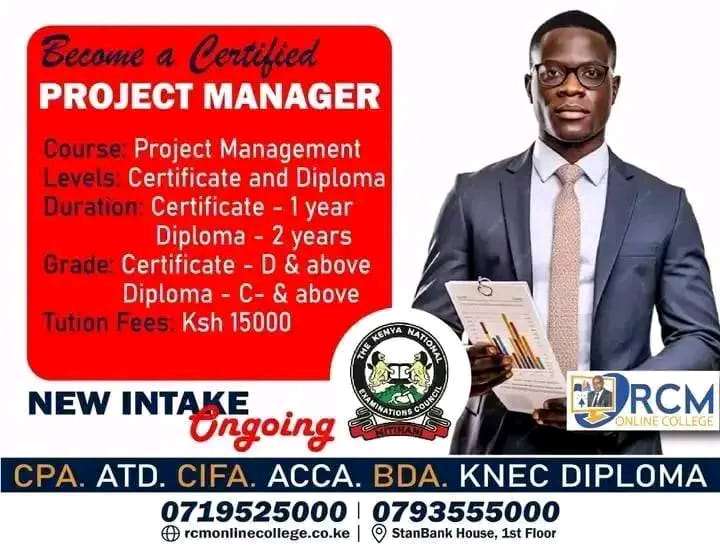 Become a Certified
PROJECT MANAGER
Course: Project Management
Levels: Certificate and Diploma
Duration: Certificate - 1 year
Diploma - 2 years
Grade: Certificate - D & above
Diploma - C- & above
Tution Fees: Ksh 15000
THE KENYA NATIONAL
EXAMINATIONS COUNCIL
MITIHANI
NEW INTAKE
Ongoing
RCM
ONLINE COLLEGE
CPA. ATD. CIFA. ACCA. BDA. KNEC DIPLOMA
0719525000 | 0793555000
rcmonlinecollege.co.ke | StanBank House, 1st Floor